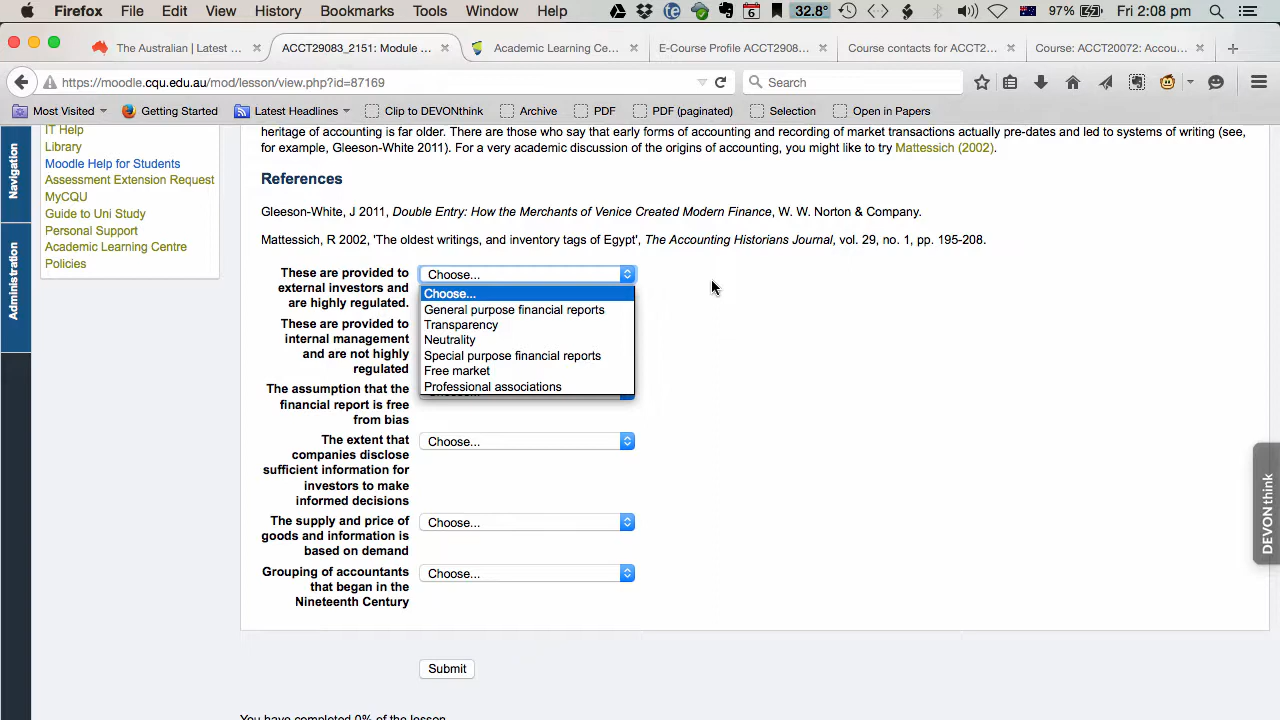 Firefox File Edit View History Bookmarks Tools Window Help 32.8° 97% Fri 2:08 pm
The Australian | Latest ... ACCT29083_2151: Module ... Academic Learning Ce... E-Course Profile ACCT2908... Course contacts for ACCT2... Course: ACCT20072: Accou...
https://moodle.cqu.edu.au/mod/lesson/view.php?id=87169 Search
Most Visited Getting Started Latest Headlines Clip to DEVONthink Archive PDF PDF (paginated) Selection Open in Papers
Navigation
Administration
IT Help
Library
Moodle Help for Students
Assessment Extension Request
MyCQU
Guide to Uni Study
Personal Support
Academic Learning Centre
Policies
heritage of accounting is far older. There are those who say that early forms of accounting and recording of market transactions actually pre-dates and led to systems of writing (see,
for example, Gleeson-White 2011). For a very academic discussion of the origins of accounting, you might like to try Mattessich (2002).
References
Gleeson-White, J 2011, Double Entry: How the Merchants of Venice Created Modern Finance, W. W. Norton & Company.
Mattessich, R 2002, 'The oldest writings, and inventory tags of Egypt', The Accounting Historians Journal, vol. 29, no. 1, pp. 195-208.
These are provided to
external investors and
are highly regulated.
Choose...
Choose...
General purpose financial reports
Transparency
Neutrality
Special purpose financial reports
Free market
Professional associations
These are provided to
internal management
and are not highly
regulated
The assumption that the
financial report is free
from bias
The extent that
companies disclose
sufficient information for
investors to make
informed decisions
Choose...
The supply and price of
goods and information is
based on demand
Choose...
Grouping of accountants
that began in the
Nineteenth Century
Choose...
Submit
You have completed 0% of the lesson
DEVONthink